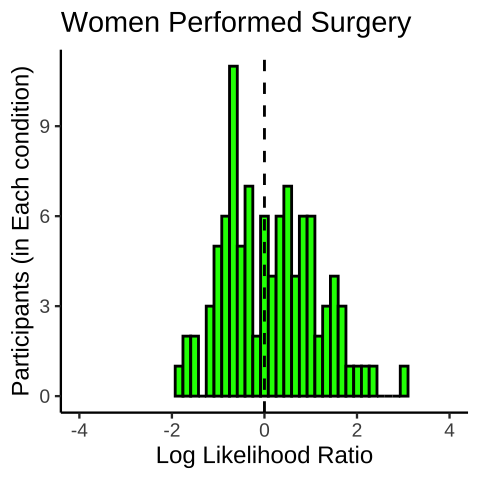 Women Performed Surgery
Participants (in Each condition)
9
6
3
0
-4 -2 0 2 4
Log Likelihood Ratio